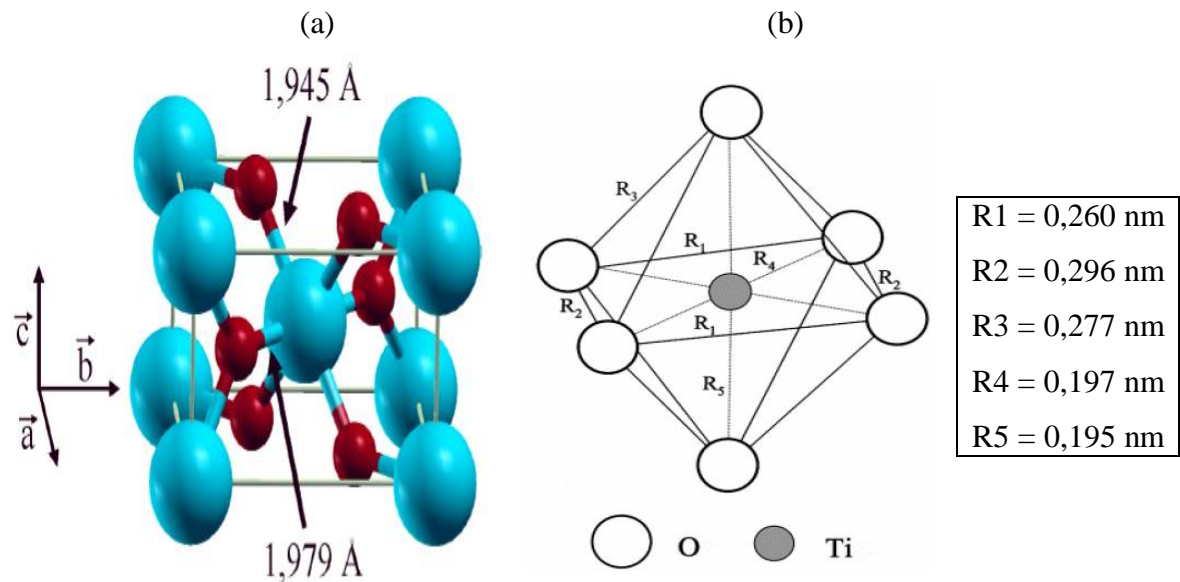 (a)
(b)
1,945 Å
c
b
a
1,979 Å
R₃
R₁
R₄
R₂
R₂
R₁
R₅
O
Ti
R1 = 0,260 nm
R2 = 0,296 nm
R3 = 0,277 nm
R4 = 0,197 nm
R5 = 0,195 nm